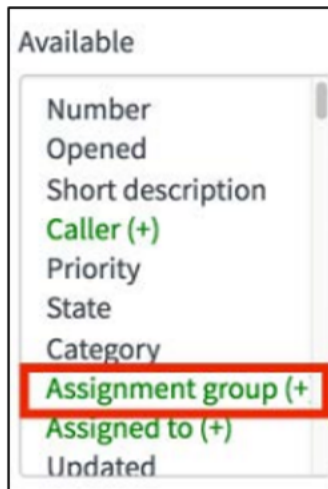 Available
Number
Opened
Short description
Caller (+)
Priority
State
Category
Assignment group (+
Assigned to (+)
Updated